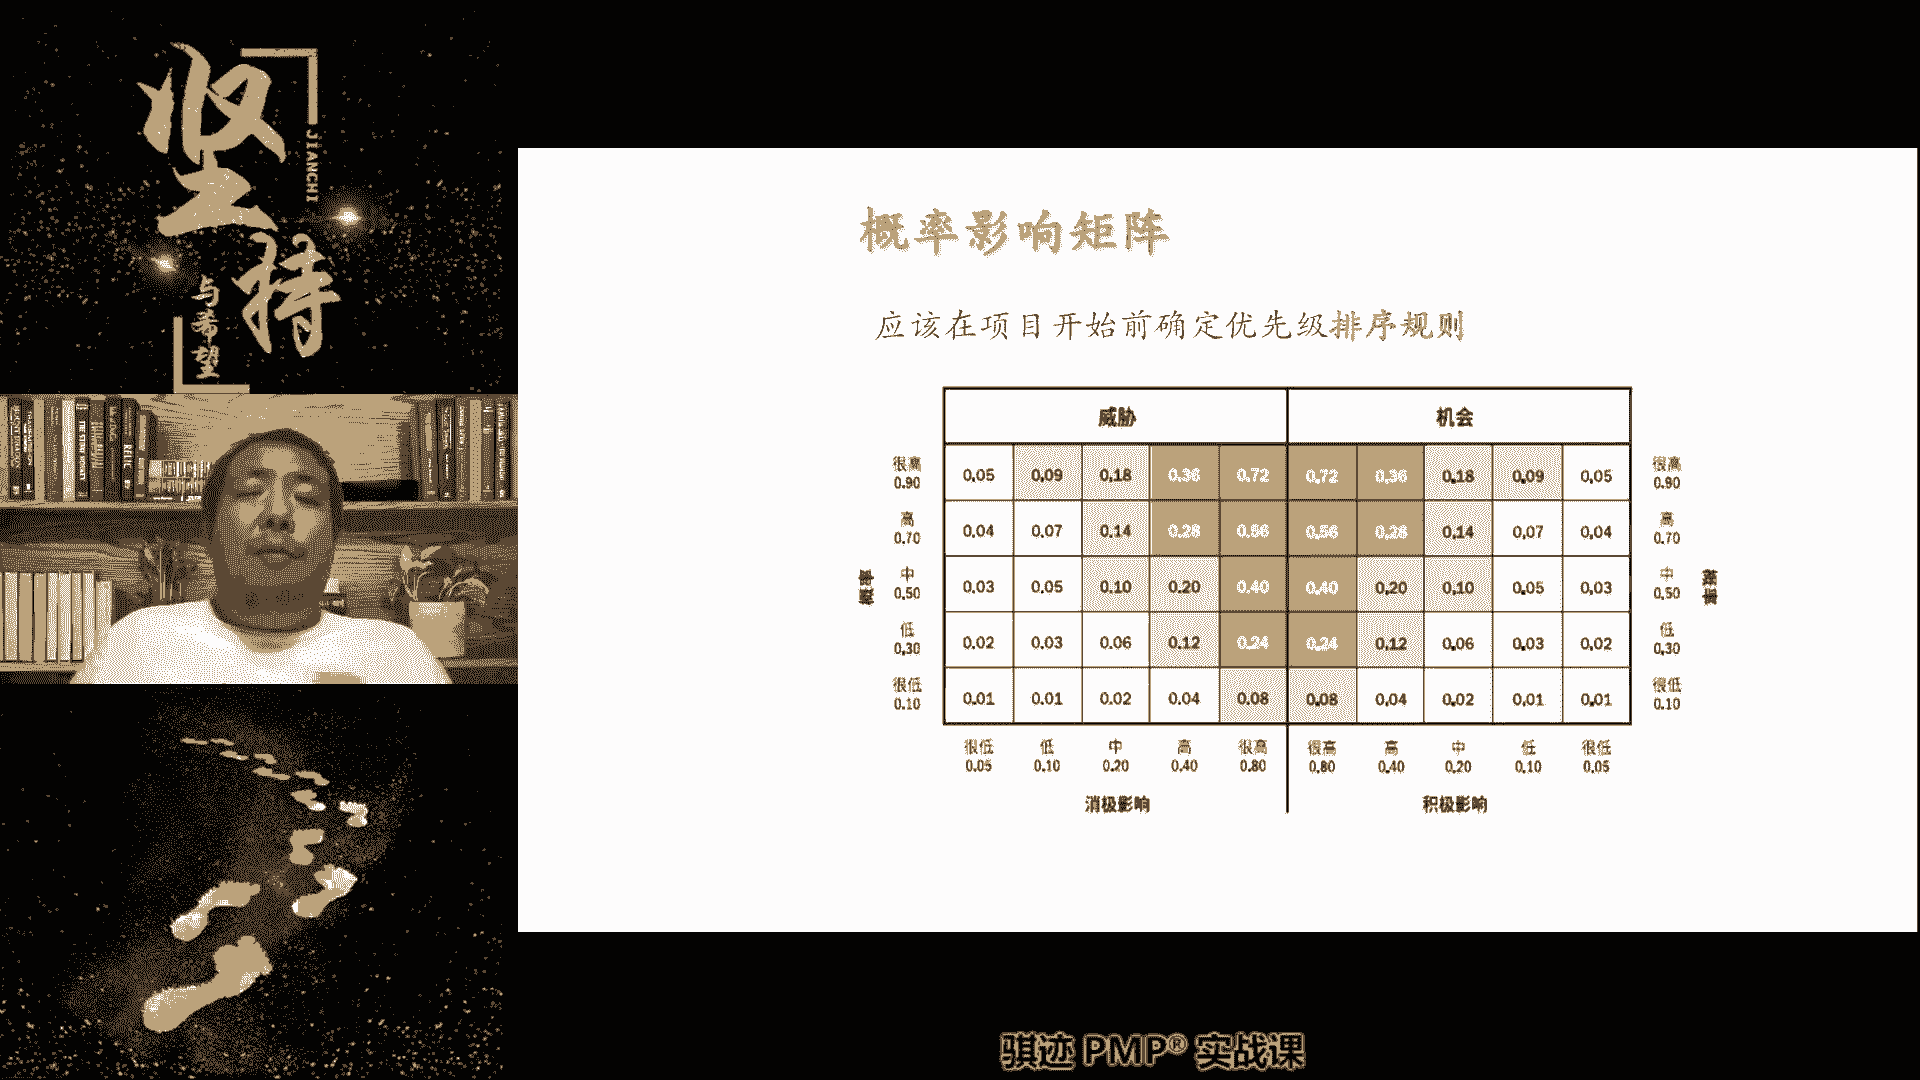 坚持
JIANCHI
与希望
概率影响矩阵
应该在项目开始前确定优先级排序规则
威胁 机会
很高 0.90 0.05 0.09 0.18 0.36 0.72 0.72 0.36 0.18 0.09 0.05 很高 0.90
高 0.70 0.04 0.07 0.14 0.28 0.56 0.56 0.28 0.14 0.07 0.04 高 0.70
概率 中 0.50 0.03 0.05 0.10 0.20 0.40 0.40 0.20 0.10 0.05 0.03 中 0.50 概率
低 0.30 0.02 0.03 0.06 0.12 0.24 0.24 0.12 0.06 0.03 0.02 低 0.30
很低 0.10 0.01 0.01 0.02 0.04 0.08 0.08 0.04 0.02 0.01 0.01 很低 0.10
很低 低 中 高 很高 很高 高 中 低 很低
0.05 0.10 0.20 0.40 0.80 0.80 0.40 0.20 0.10 0.05
消极影响 积极影响
骐迹 PMP® 实战课